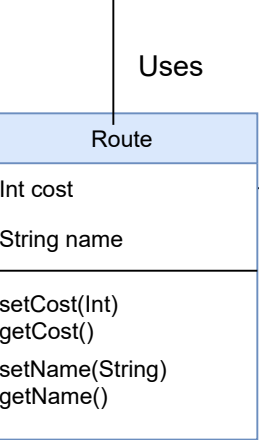 Uses
Route
Int cost
String name
setCost(Int)
getCost()
setName(String)
getName()